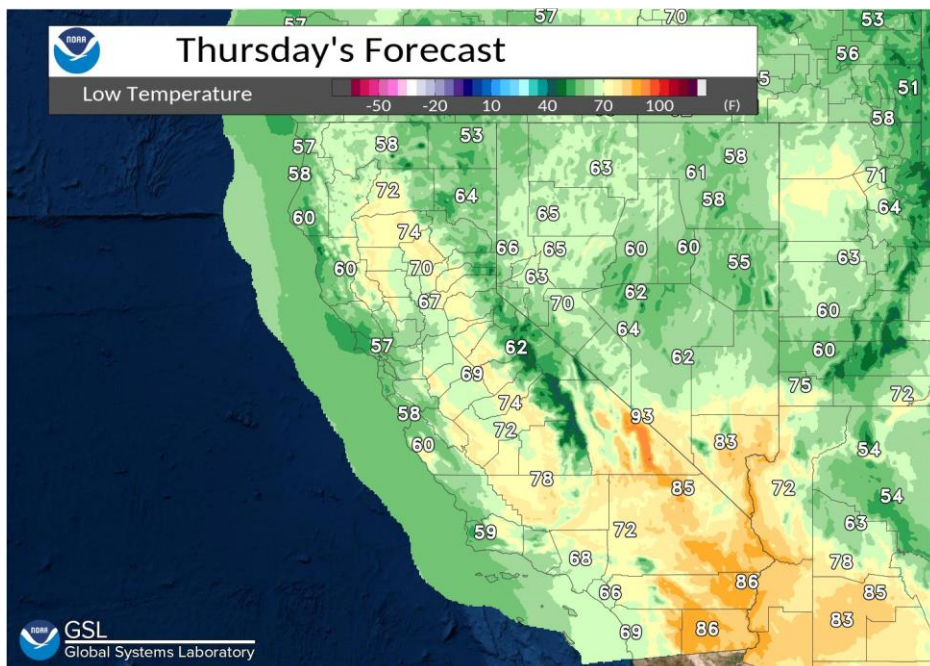 57 57 70 53
NOAA
Thursday's Forecast
56
Low Temperature
-50 -20 10 40 70 100 (F)
51
57 58 53 58 58
58 72 64 63 61 58 71
60 74 65 58 64
60 70 66 65 60 60 55 63
67 63 70 62 60
57 62 64 62 60
69 75 72
58 74 93
60 72 83 54
78 85 72 54
59 72 63
68 78
66 86 85
69 86 83
NOAA
GSL
Global Systems Laboratory